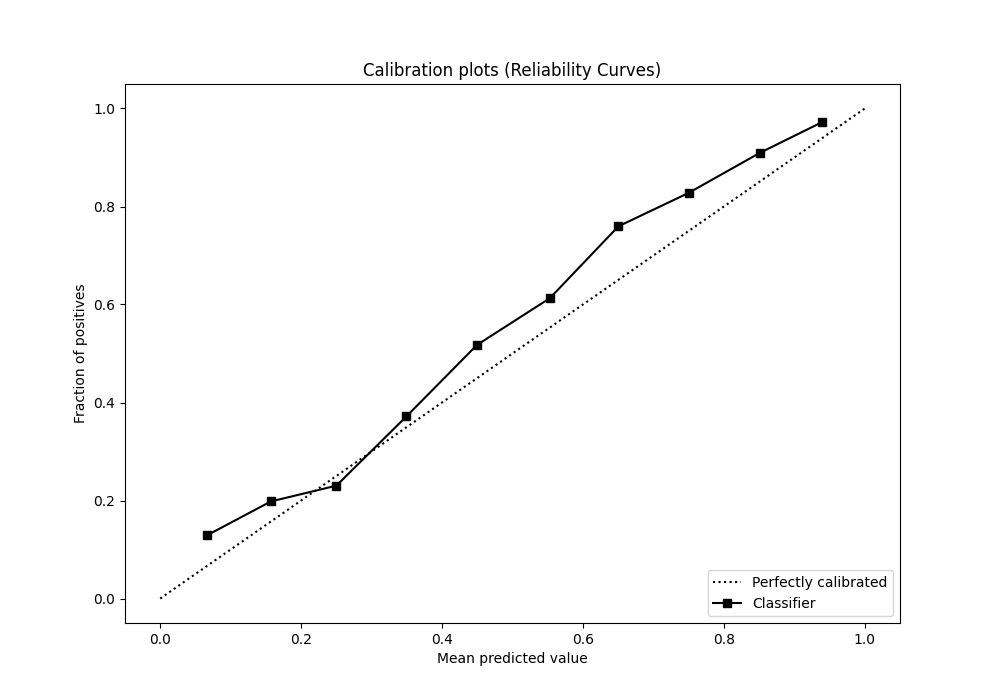 Calibration plots (Reliability Curves)
1.0
0.8
0.6
0.4
0.2
0.0
Fraction of positives
0.0 0.2 0.4 0.6 0.8 1.0
Mean predicted value
Perfectly calibrated
Classifier